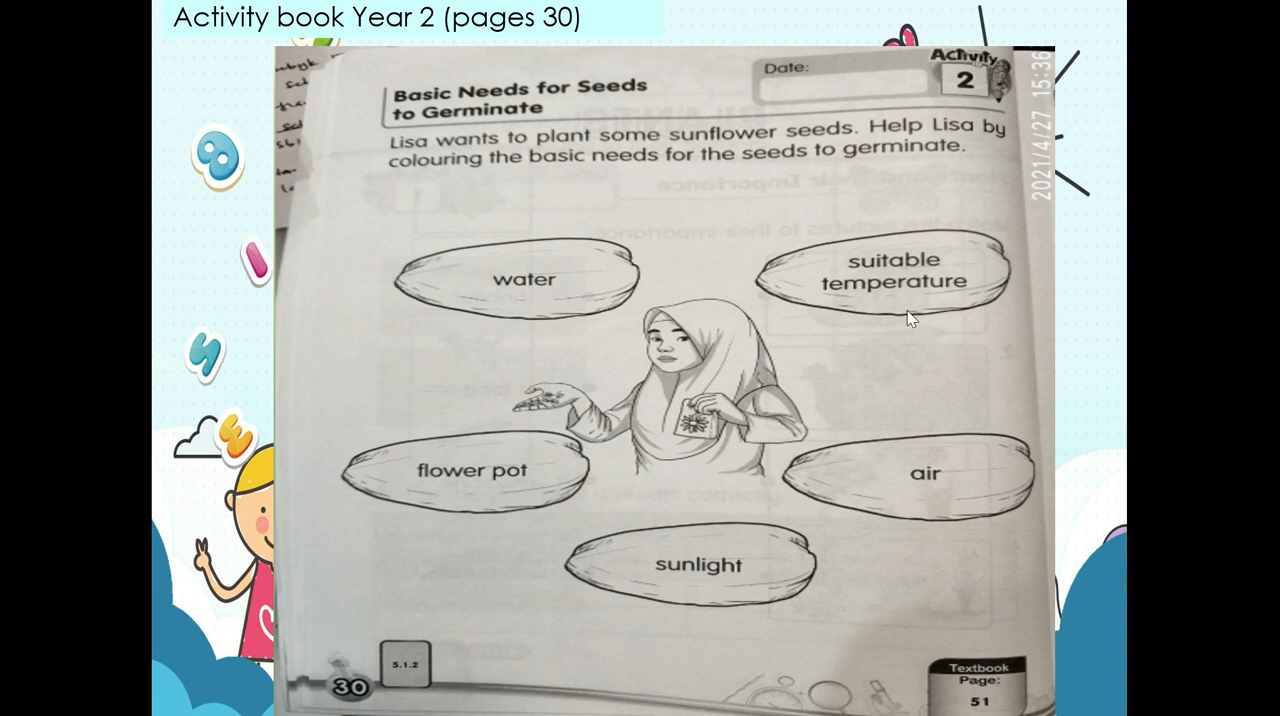 Activity book Year 2 (pages 30)
Date:
Activity
2
Basic Needs for Seeds
to Germinate
Lisa wants to plant some sunflower seeds. Help Lisa by
colouring the basic needs for the seeds to germinate.
2021/4/27 15:36
water
suitable
temperature
flower pot
air
sunlight
5.1.2
30
Textbook
Page:
51